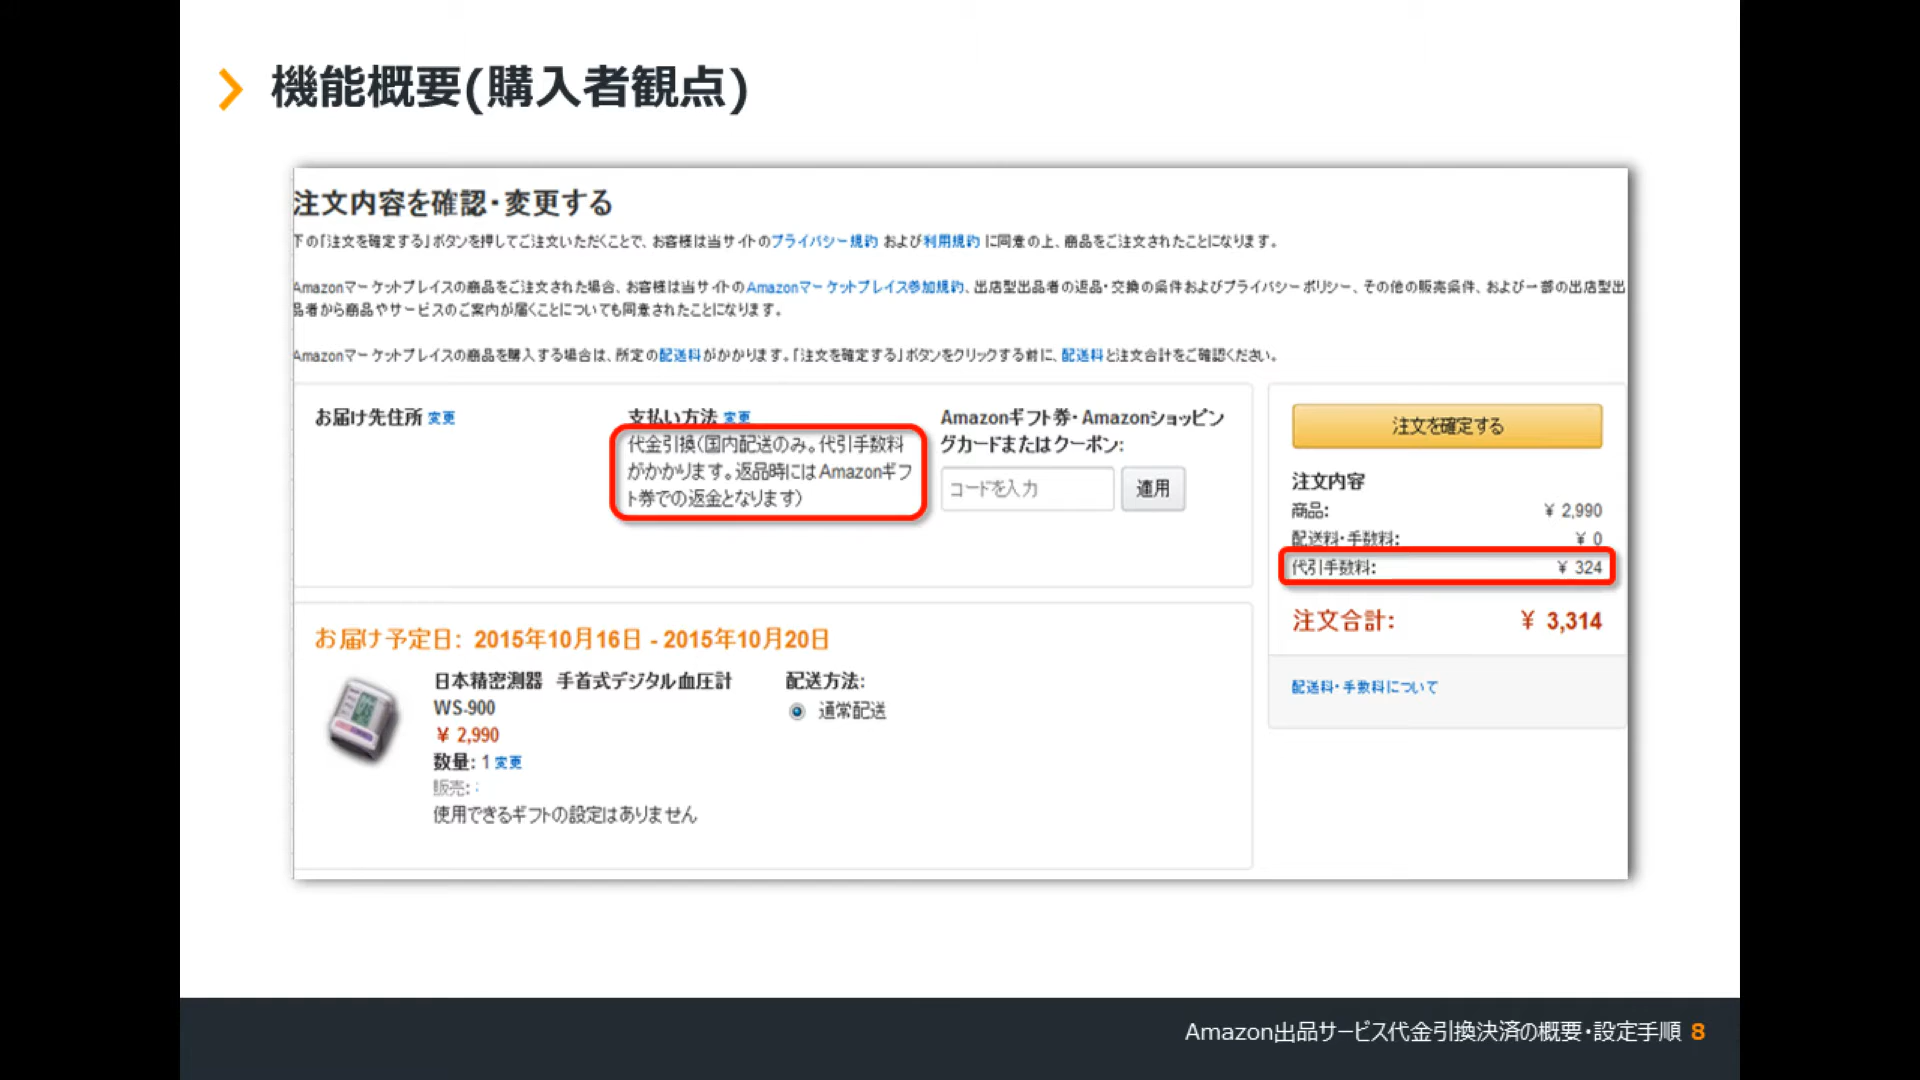 機能概要(購入者観点)
注文内容を確認・変更する
下の「注文を確定する」ボタンを押してご注文いただくことで、お客様は当サイトのプライバシー規約 および利用規約 に同意の上、商品をご注文されたことになります。
Amazonマーケットプレイスの商品をご注文された場合、お客様は当サイトのAmazonマーケットプレイス参加規約、出店型出品者の返品・交換の条件およびプライバシーポリシー、その他の販売条件、および一部の出店型出
品者から商品やサービスのご案内が届くことについても同意されたことになります。
Amazonマーケットプレイスの商品を購入する場合は、所定の配送料がかかります。「注文を確定する」ボタンをクリックする前に、配送料と注文合計をご確認ください。
お届け先住所 変更
支払い方法 変更
代金引換(国内配送のみ。代引手数料
がかかります。返品時にはAmazonギフ
ト券での返金となります)
Amazonギフト券・Amazonショッピン
グカードまたはクーポン:
コードを入力 適用
注文を確定する
注文内容
商品: ¥ 2,990
配送料・手数料: ¥ 0
代引手数料: ¥ 324
注文合計: ¥ 3,314
配送料・手数料について
お届け予定日: 2015年10月16日 - 2015年10月20日
日本精密測器 手首式デジタル血圧計
WS-900
¥ 2,990
数量: 1 変更
販売:
使用できるギフトの設定はありません
配送方法:
通常配送
Amazon出品サービス代金引換決済の概要・設定手順 8